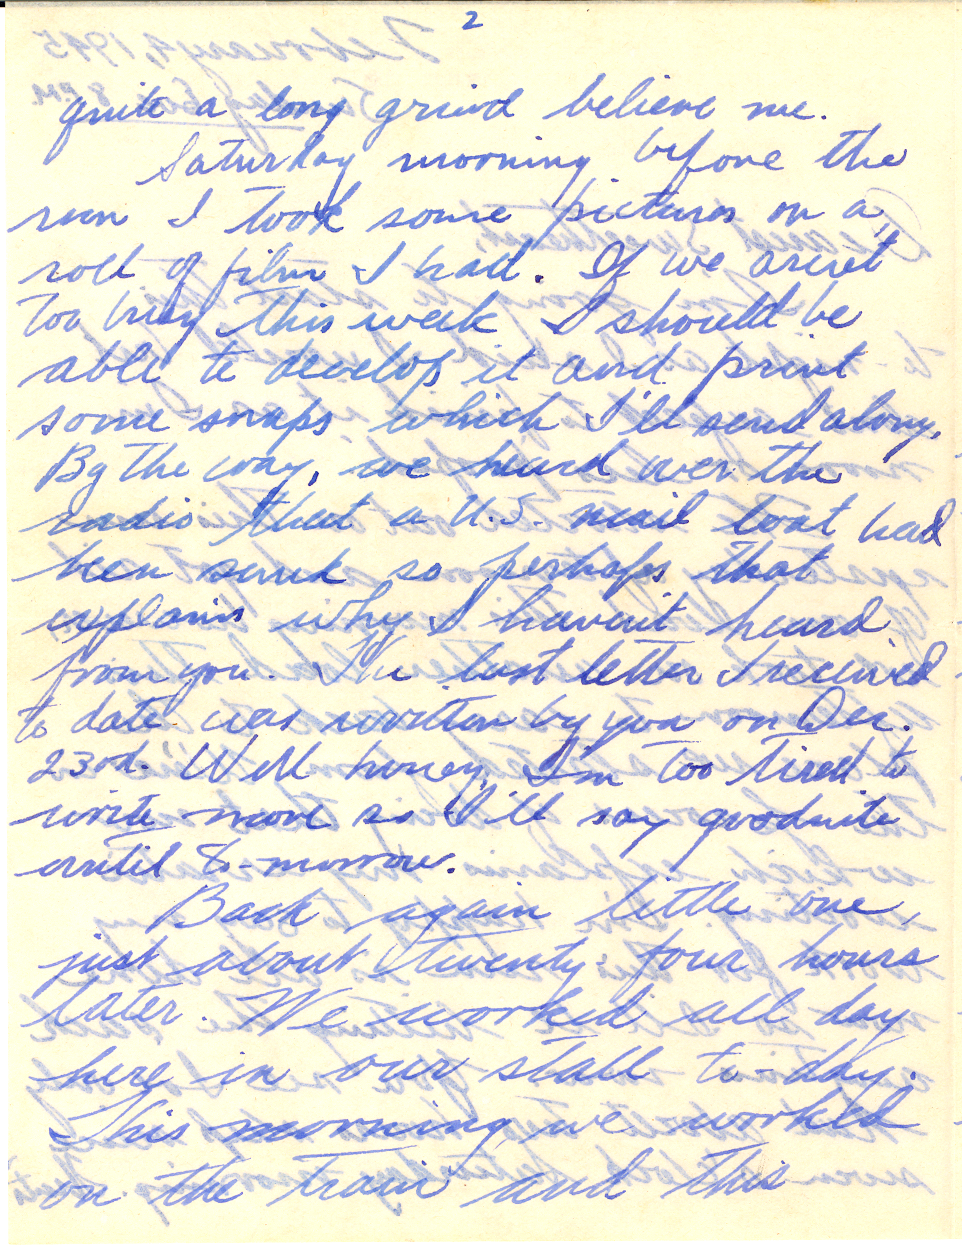 2
quite a long grind believe me.
Saturday morning before the
run I took some pictures on a
roll of film I had. If we arent
too busy this week I should be
able to develop it and print
some snaps which I'll send along.
By the way, we heard over the
radio that a U.S. mail boat had
been sunk so perhaps that
explains why I havent heard
from you. The last letter I received
to date was written by you on Dec.
23rd. Well honey, I'm too tired to
write more so I'll say goodnite
until to-morrow.
Back again little one,
just about twenty-four hours
later. We worked all day
here in our stall to-day.
This morning we worked
on the train and this